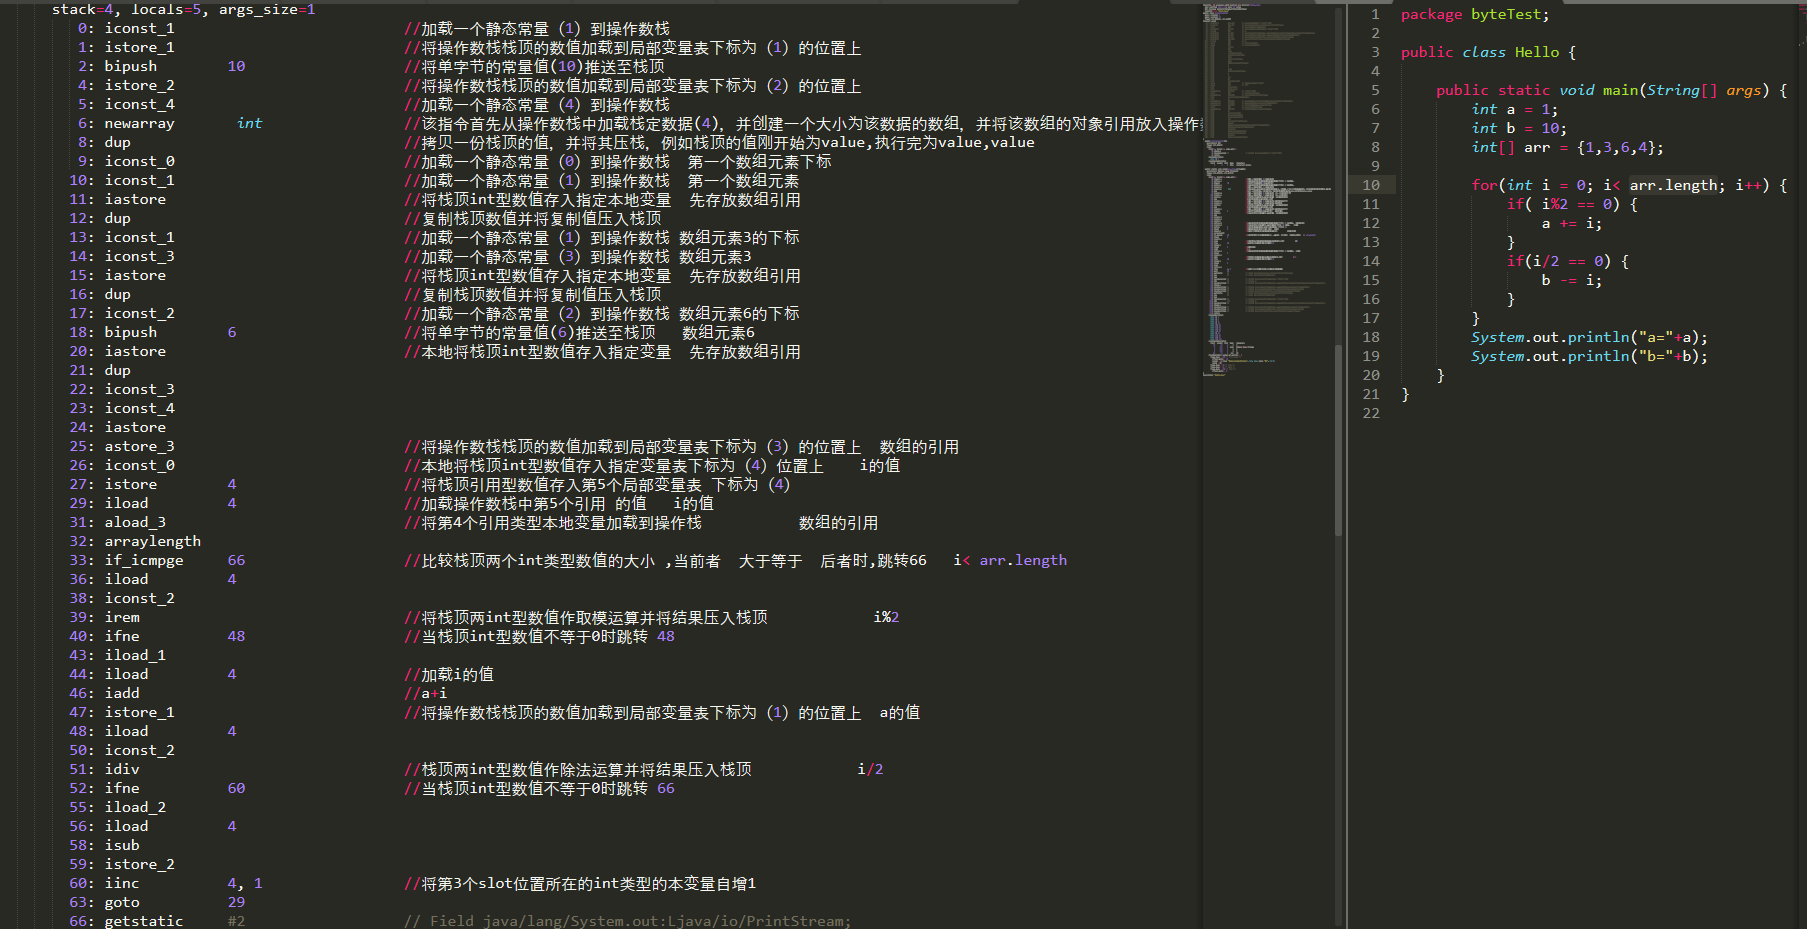 stack=4, locals=5, args_size=1
0: iconst_1 //加载一个静态常量（1）到操作数栈
1: istore_1 //将操作数栈栈顶的数值加载到局部变量表下标为（1）的位置上
2: bipush 10 //将单字节的常量值(10)推送至栈顶
4: istore_2 //将操作数栈栈顶的数值加载到局部变量表下标为（2）的位置上
5: iconst_4 //加载一个静态常量（4）到操作数栈
6: newarray int //该指令首先从操作数栈中加载栈定数据(4), 并创建一个大小为该数据的数组, 并将该数组的对象引用放入操作
8: dup //拷贝一份栈顶的值, 并将其压栈, 例如栈顶的值刚开始为value,执行完为value,value
9: iconst_0 //加载一个静态常量（0）到操作数栈 第一个数组元素下标
10: iconst_1 //加载一个静态常量（1）到操作数栈 第一个数组元素
11: iastore //将栈顶int型数值存入指定本地变量 先存放数组引用
12: dup //复制栈顶数值并将复制值压入栈顶
13: iconst_1 //加载一个静态常量（1）到操作数栈 数组元素3的下标
14: iconst_3 //加载一个静态常量（3）到操作数栈 数组元素3
15: iastore //将栈顶int型数值存入指定本地变量 先存放数组引用
16: dup //复制栈顶数值并将复制值压入栈顶
17: iconst_2 //加载一个静态常量（2）到操作数栈 数组元素6的下标
18: bipush 6 //将单字节的常量值(6)推送至栈顶 数组元素6
20: iastore //本地将栈顶int型数值存入指定变量 先存放数组引用
21: dup
22: iconst_3
23: iconst_4
24: iastore
25: astore_3 //将操作数栈栈顶的数值加载到局部变量表下标为（3）的位置上 数组的引用
26: iconst_0 //本地将栈顶int型数值存入指定变量表下标为（4）位置上 i的值
27: istore 4 //将栈顶引用型数值存入第5个局部变量表 下标为（4）
29: iload 4 //加载操作数栈中第5个引用 的值 i的值
31: aload_3 //将第4个引用类型本地变量加载到操作栈 数组的引用
32: arraylength
33: if_icmpge 66 //比较栈顶两个int类型数值的大小 ,当前者 大于等于 后者时,跳转66 i< arr.length
36: iload 4
38: iconst_2
39: irem //将栈顶两int型数值作取模运算并将结果压入栈顶 i%2
40: ifne 48 //当栈顶int型数值不等于0时跳转 48
43: iload_1
44: iload 4 //加载i的值
46: iadd //a+i
47: istore_1 //将操作数栈栈顶的数值加载到局部变量表下标为（1）的位置上 a的值
48: iload 4
50: iconst_2
51: idiv //栈顶两int型数值作除法运算并将结果压入栈顶 i/2
52: ifne 60 //当栈顶int型数值不等于0时跳转 66
55: iload_2
56: iload 4
58: isub
59: istore_2
60: iinc 4, 1 //将第3个slot位置所在的int类型的本变量自增1
63: goto 29
66: getstatic #2 // Field java/lang/System.out:Ljava/io/PrintStream;
1 package byteTest;
2
3 public class Hello {
4
5 public static void main(String[] args) {
6 int a = 1;
7 int b = 10;
8 int[] arr = {1,3,6,4};
9
10 for(int i = 0; i< arr.length; i++) {
11 if( i%2 == 0) {
12 a += i;
13 }
14 if(i/2 == 0) {
15 b -= i;
16 }
17 }
18 System.out.println("a="+a);
19 System.out.println("b="+b);
20 }
21 }
22